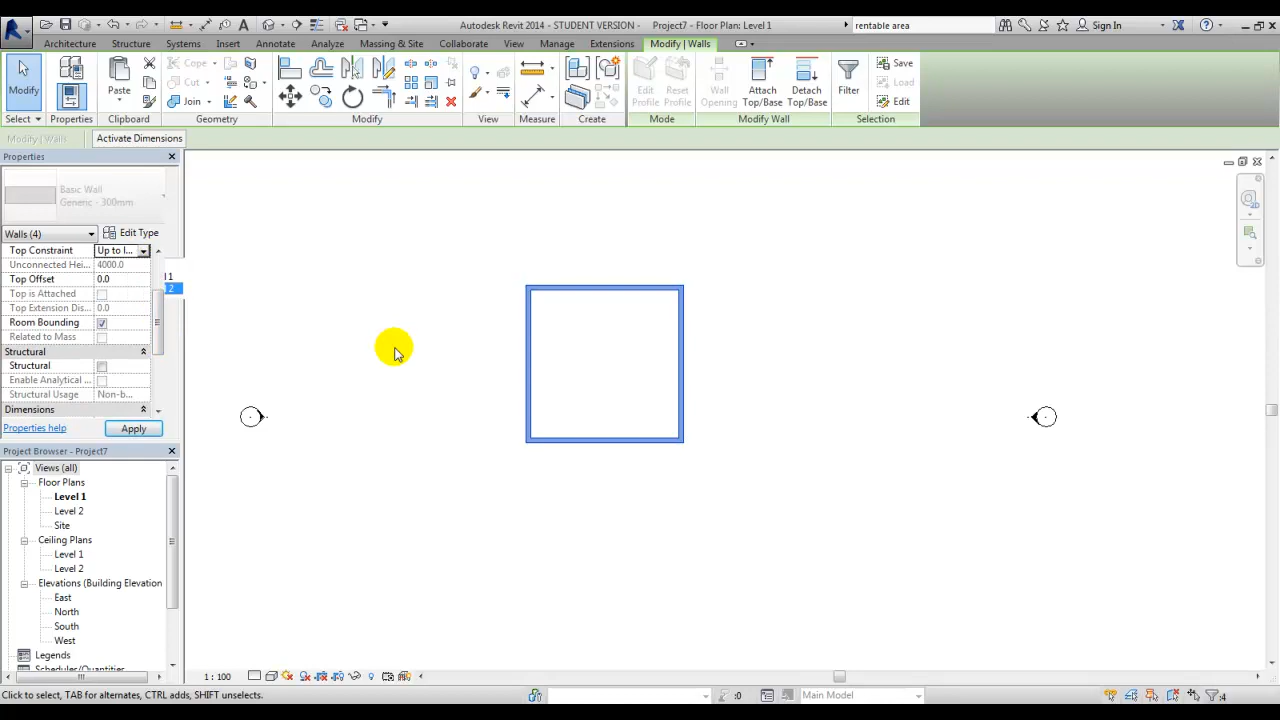 Autodesk Revit 2014 - STUDENT VERSION - Project7 - Floor Plan: Level 1
rentable area
Sign In
Architecture Structure Systems Insert Annotate Analyze Massing & Site Collaborate View Manage Extensions Modify | Walls
Modify
Paste
Cope
Cut
Join
Edit Profile
Reset Profile
Wall Opening
Attach Top/Base
Detach Top/Base
Filter
Save
Load
Edit
Select Properties Clipboard Geometry Modify View Measure Create Mode Modify Wall Selection
Modify | Walls Activate Dimensions
Properties
Basic Wall
Generic - 300mm
Walls (4) Edit Type
Top Constraint Up to l...
Unconnected Hei... 4000.0
Top Offset 0.0
Top is Attached
Top Extension Dis... 0.0
Room Bounding
Related to Mass
Structural
Structural
Enable Analytical ...
Structural Usage Non-b...
Dimensions
Properties help Apply
1
2
Project Browser - Project7
Views (all)
Floor Plans
Level 1
Level 2
Site
Ceiling Plans
Level 1
Level 2
Elevations (Building Elevation
East
North
South
West
Legends
Schedules/Quantities
1 : 100
Click to select, TAB for alternates, CTRL adds, SHIFT unselects.
:0
Main Model
:4